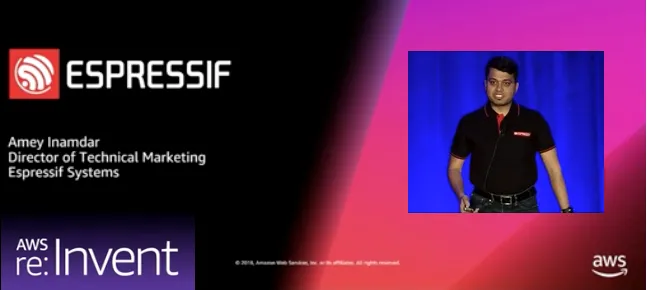 ESPRESSIF
Amey Inamdar
Director of Technical Marketing
Espressif Systems
AWS
re:Invent
© 2018, Amazon Web Services, Inc. or its affiliates. All rights reserved.
aws